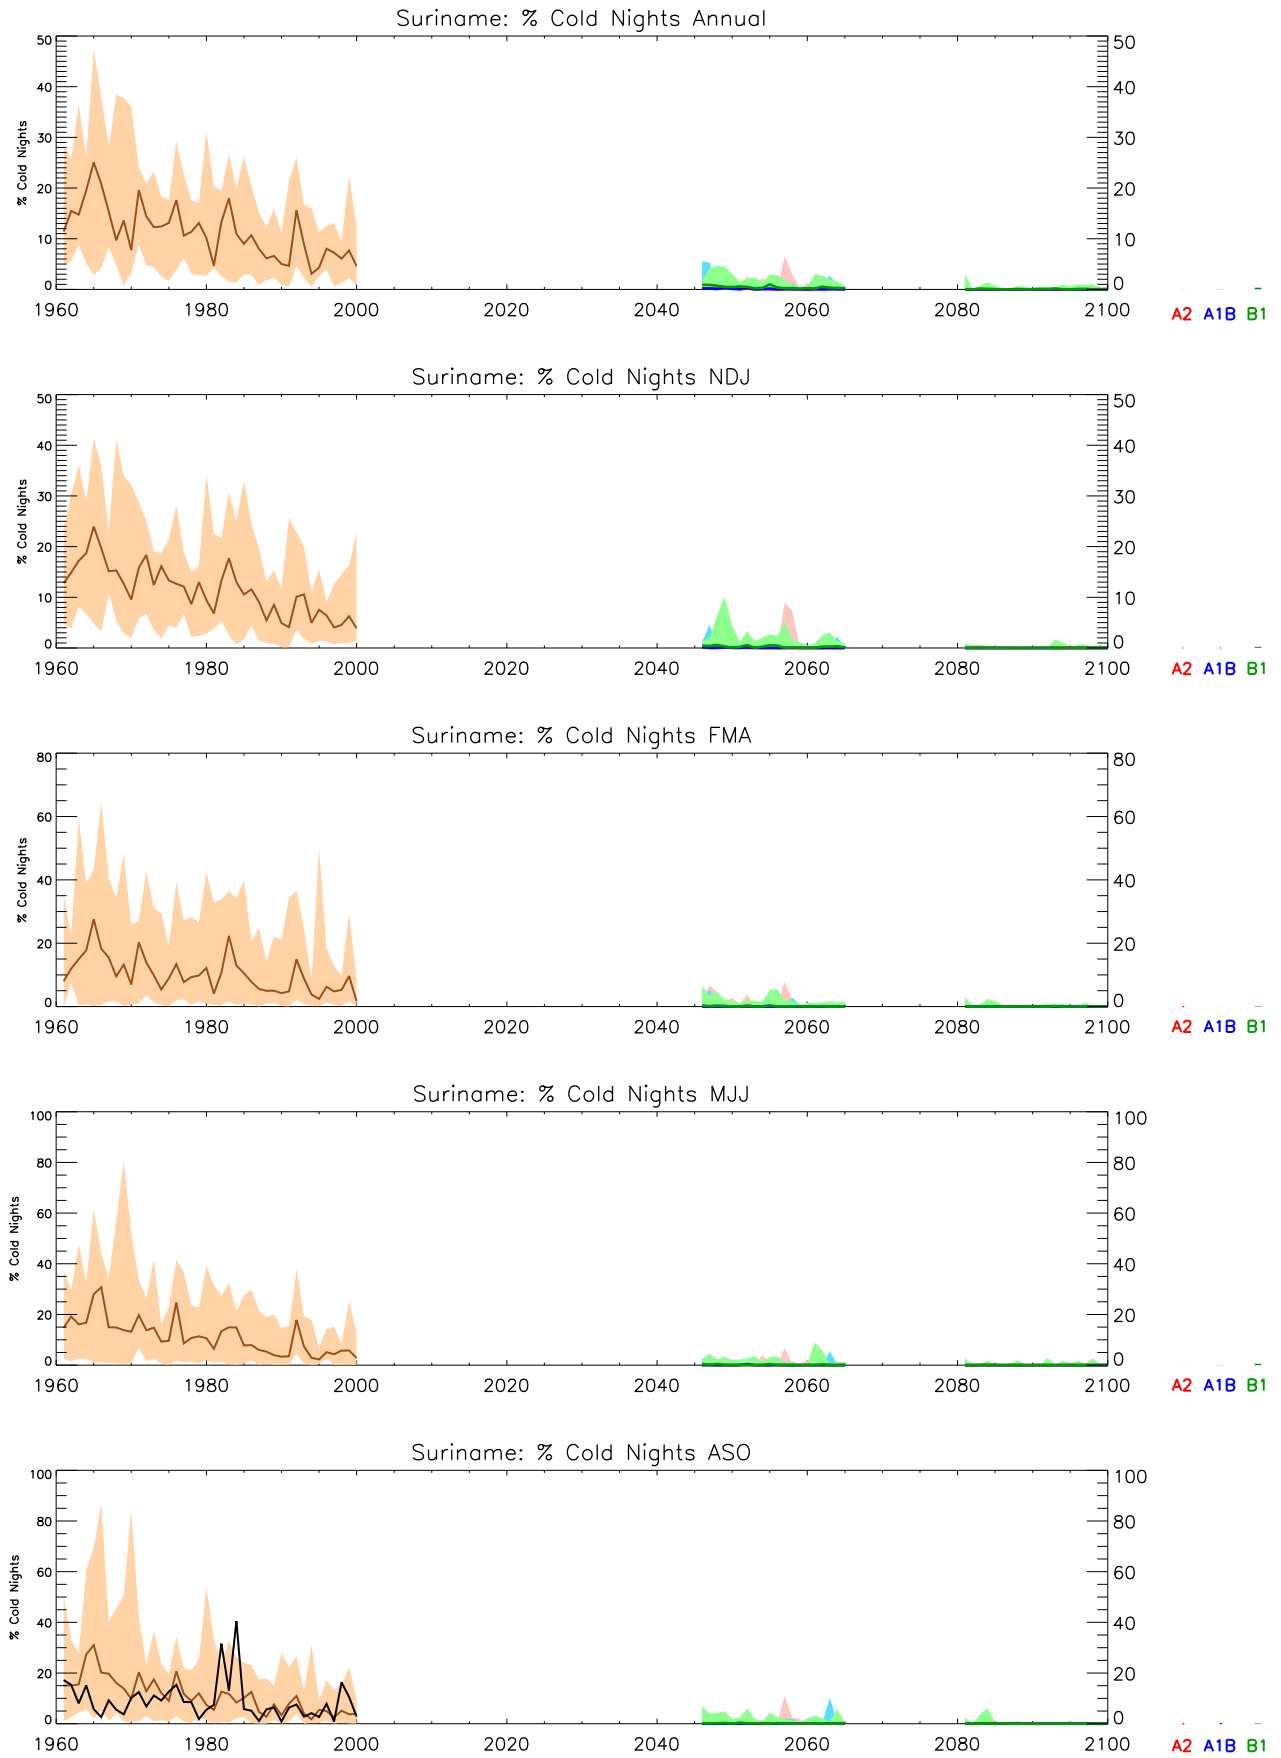 Suriname: % Cold Nights Annual
50 50
40 40
30 30
20 20
10 10
0 0
% Cold Nights
1960 1980 2000 2020 2040 2060 2080 2100 A2 A1B B1
Suriname: % Cold Nights NDJ
50 50
40 40
30 30
20 20
10 10
0 0
% Cold Nights
1960 1980 2000 2020 2040 2060 2080 2100 A2 A1B B1
Suriname: % Cold Nights FMA
80 80
60 60
40 40
20 20
0 0
% Cold Nights
1960 1980 2000 2020 2040 2060 2080 2100 A2 A1B B1
Suriname: % Cold Nights MJJ
100 100
80 80
60 60
40 40
20 20
0 0
% Cold Nights
1960 1980 2000 2020 2040 2060 2080 2100 A2 A1B B1
Suriname: % Cold Nights ASO
100 100
80 80
60 60
40 40
20 20
0 0
% Cold Nights
1960 1980 2000 2020 2040 2060 2080 2100 A2 A1B B1